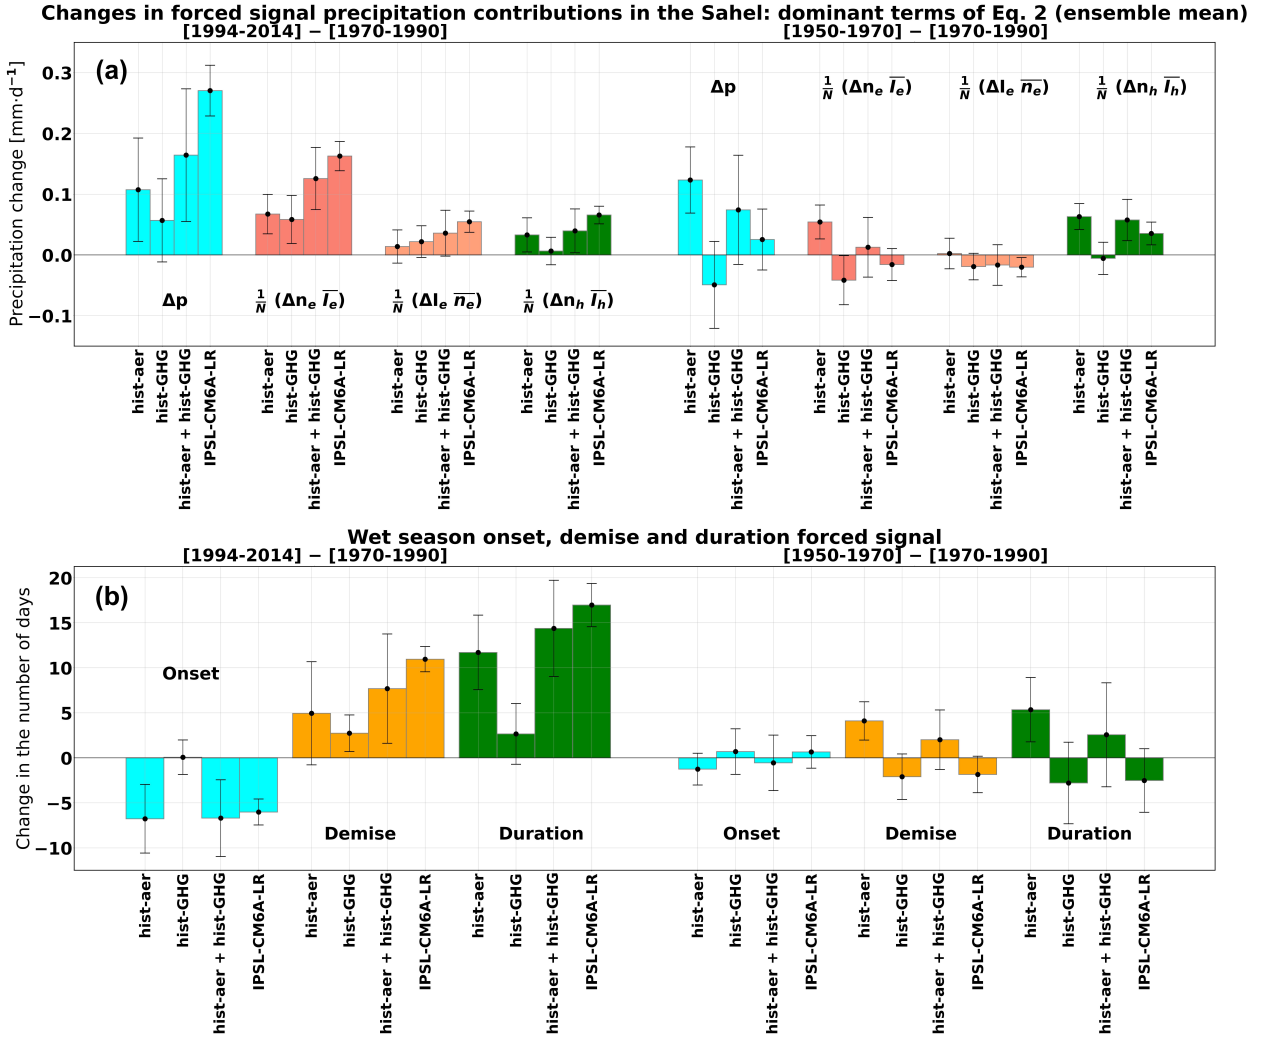 Changes in forced signal precipitation contributions in the Sahel: dominant terms of Eq. 2 (ensemble mean)
[1994-2014] − [1970-1990]
[1950-1970] − [1970-1990]
(a)
Precipitation change [mm·d⁻¹]
0.3
0.2
0.1
0.0
−0.1
Δp
1/N (Δnₑ I̅ₑ)
1/N (ΔIₑ n̅ₑ)
1/N (Δnₕ I̅ₕ)
Δp
1/N (Δnₑ I̅ₑ)
1/N (ΔIₑ n̅ₑ)
1/N (Δnₕ I̅ₕ)
hist-aer
hist-GHG
hist-aer + hist-GHG
IPSL-CM6A-LR
hist-aer
hist-GHG
hist-aer + hist-GHG
IPSL-CM6A-LR
hist-aer
hist-GHG
hist-aer + hist-GHG
IPSL-CM6A-LR
hist-aer
hist-GHG
hist-aer + hist-GHG
IPSL-CM6A-LR
hist-aer
hist-GHG
hist-aer + hist-GHG
IPSL-CM6A-LR
hist-aer
hist-GHG
hist-aer + hist-GHG
IPSL-CM6A-LR
hist-aer
hist-GHG
hist-aer + hist-GHG
IPSL-CM6A-LR
hist-aer
hist-GHG
hist-aer + hist-GHG
IPSL-CM6A-LR
Wet season onset, demise and duration forced signal
[1994-2014] − [1970-1990]
[1950-1970] − [1970-1990]
(b)
Change in the number of days
20
15
10
5
0
−5
−10
Onset
Demise
Duration
Onset
Demise
Duration
hist-aer
hist-GHG
hist-aer + hist-GHG
IPSL-CM6A-LR
hist-aer
hist-GHG
hist-aer + hist-GHG
IPSL-CM6A-LR
hist-aer
hist-GHG
hist-aer + hist-GHG
IPSL-CM6A-LR
hist-aer
hist-GHG
hist-aer + hist-GHG
IPSL-CM6A-LR
hist-aer
hist-GHG
hist-aer + hist-GHG
IPSL-CM6A-LR
hist-aer
hist-GHG
hist-aer + hist-GHG
IPSL-CM6A-LR